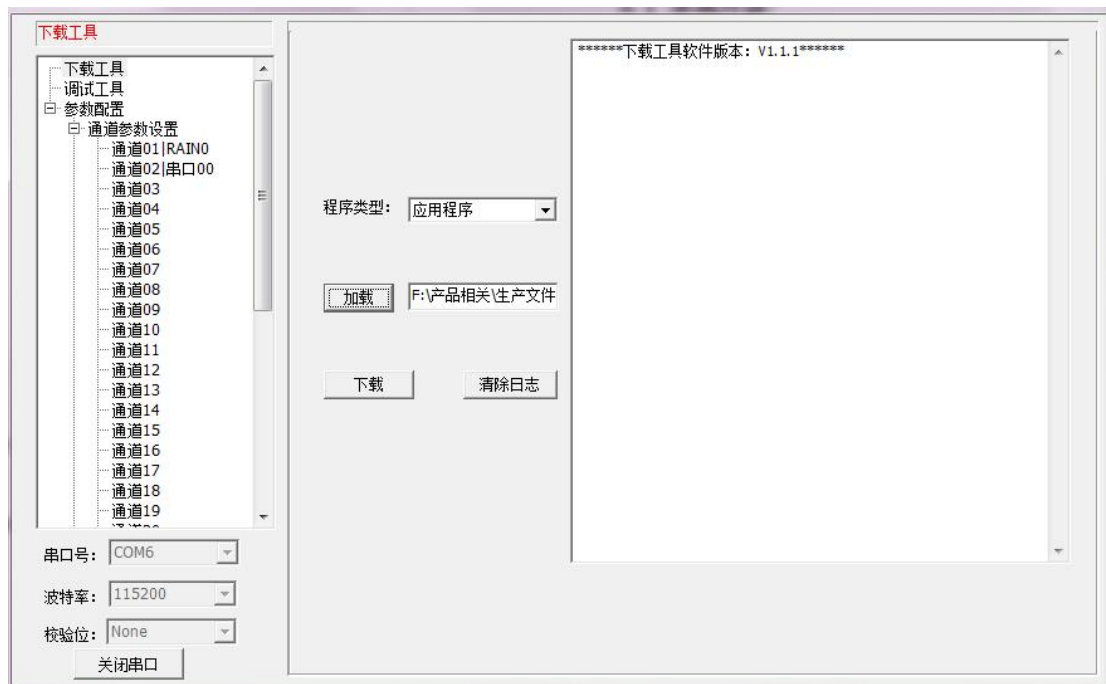 下载工具
下载工具
调试工具
参数配置
通道参数设置
通道01|RAIN0
通道02|串口00
通道03
通道04
通道05
通道06
通道07
通道08
通道09
通道10
通道11
通道12
通道13
通道14
通道15
通道16
通道17
通道18
通道19
串口号： COM6
波特率： 115200
校验位： None
关闭串口
程序类型： 应用程序
加载 F:\产品相关\生产文件
下载 清除日志
******下载工具软件版本：V1.1.1******